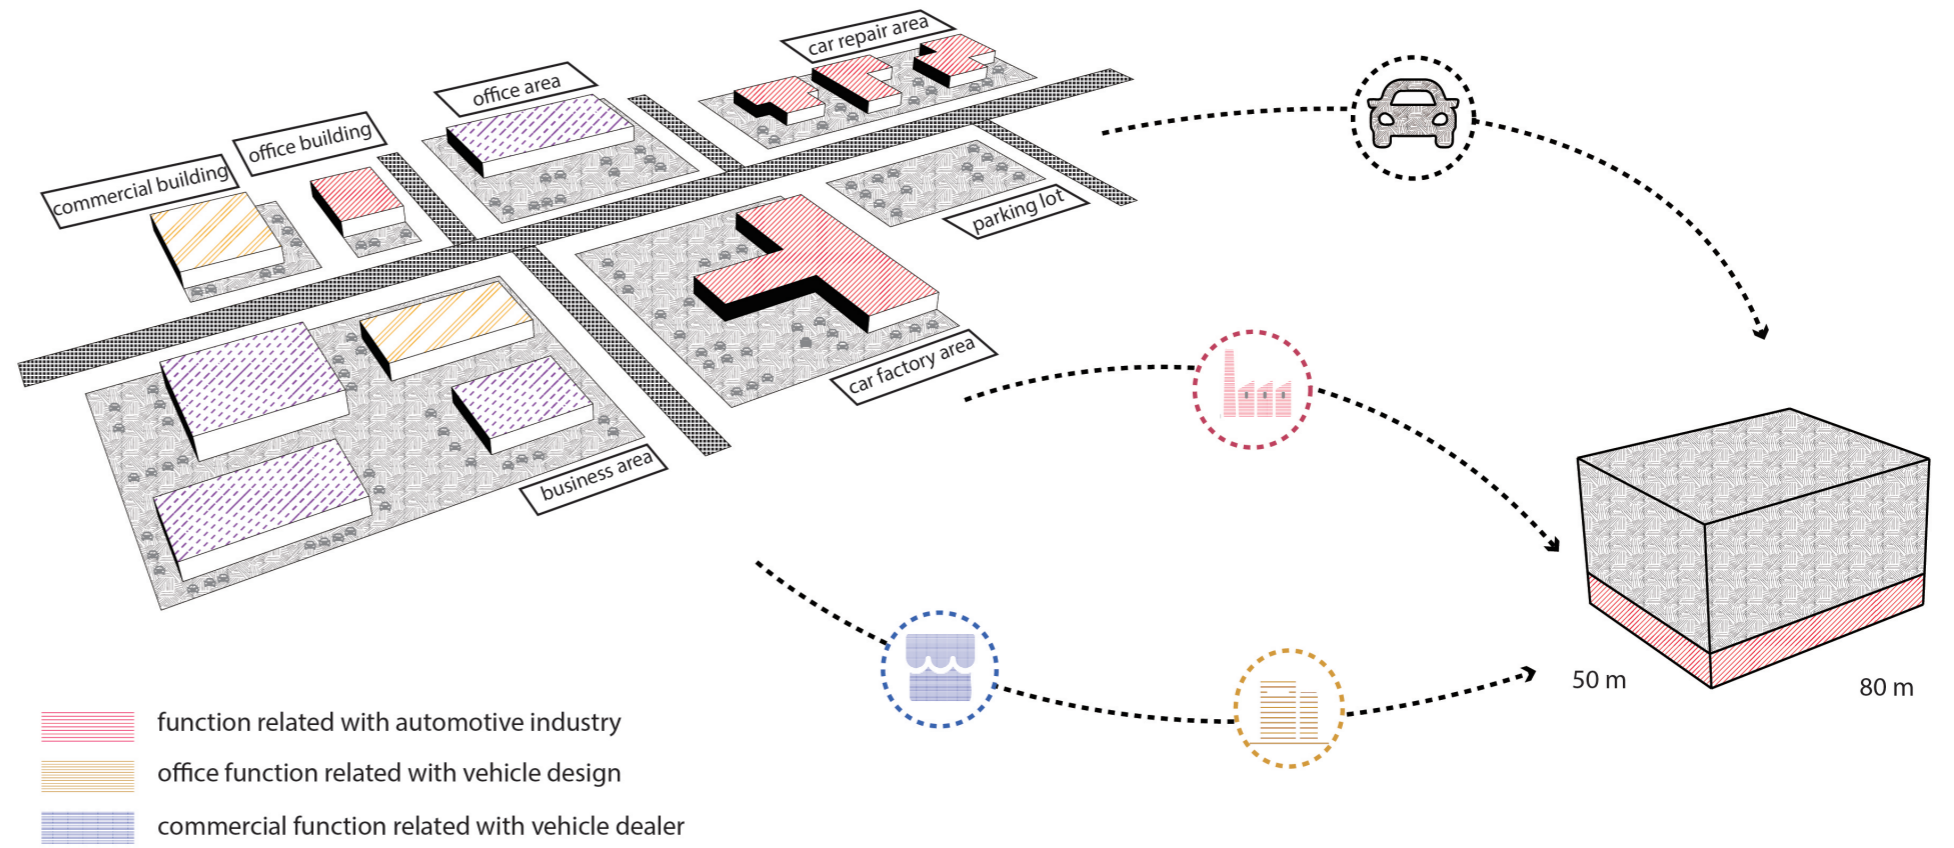 car repair area
office area
office building
commercial building
parking lot
car factory area
business area
50 m
80 m
function related with automotive industry
office function related with vehicle design
commercial function related with vehicle dealer